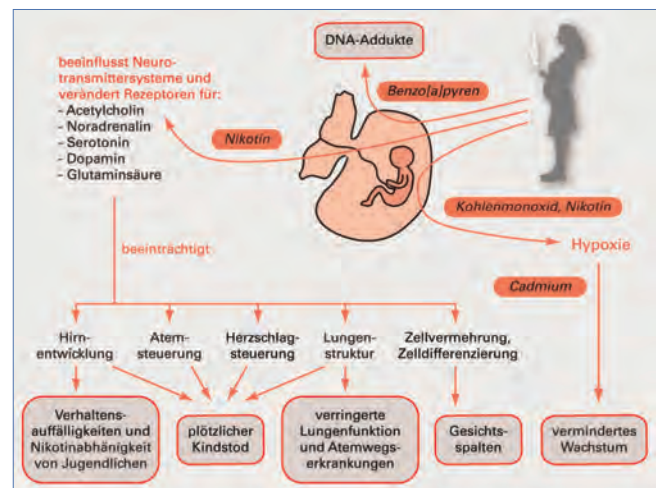 DNA-Addukte
beeinflusst Neuro-
transmittersysteme und
verändert Rezeptoren für:
- Acetylcholin
- Noradrenalin
- Serotonin
- Dopamin
- Glutaminsäure
Benzo[a]pyren
Nikotin
Kohlenmonoxid, Nikotin
Hypoxie
beeinträchtigt
Cadmium
Hirn-
entwicklung
Atem-
steuerung
Herzschlag-
steuerung
Lungen-
struktur
Zellvermehrung,
Zelldifferenzierung
Verhaltens-
auffälligkeiten und
Nikotinabhänigkeit
von Jugendlichen
plötzlicher
Kindstod
verringerte
Lungenfunktion
und Atemwegs-
erkrankungen
Gesichts-
spalten
vermindertes
Wachstum